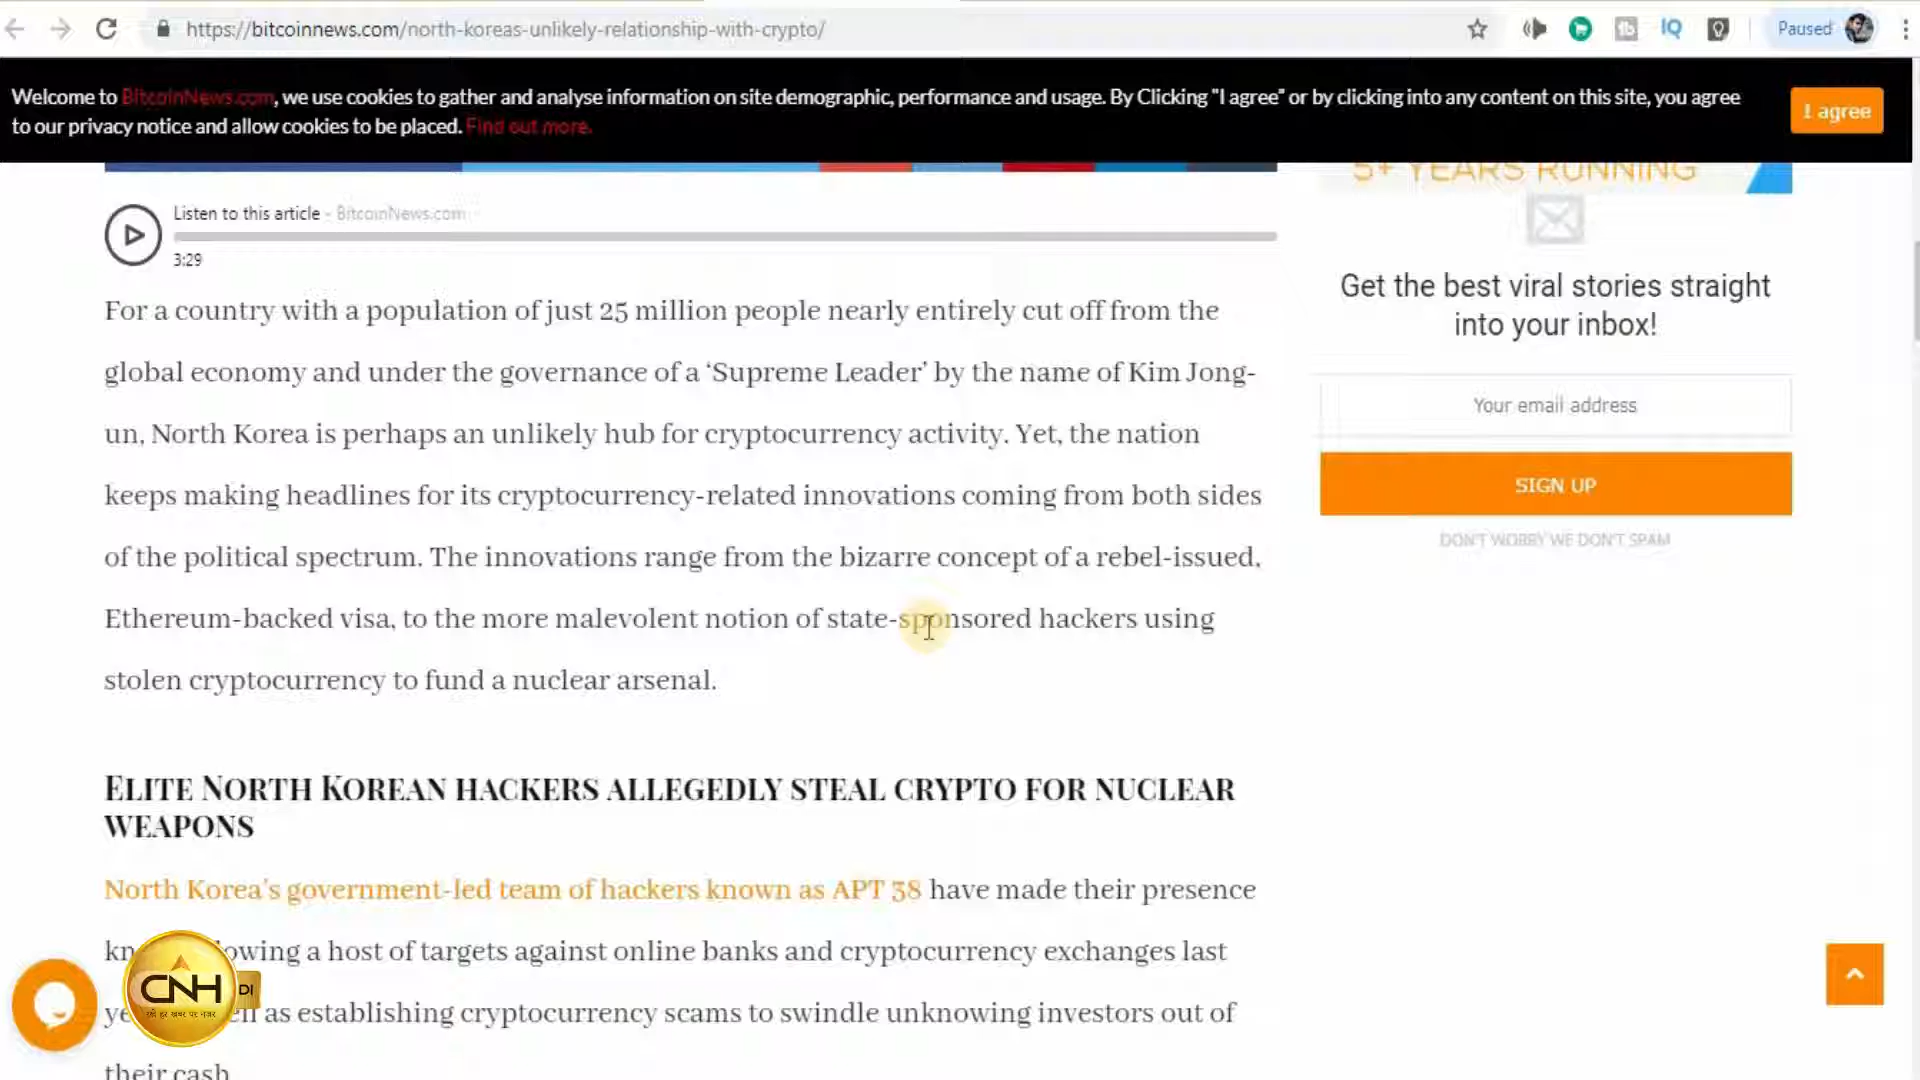 https://bitcoinnews.com/north-koreas-unlikely-relationship-with-crypto/
IQ
Paused
Welcome to BitcoinNews.com, we use cookies to gather and analyse information on site demographic, performance and usage. By Clicking "I agree" or by clicking into any content on this site, you agree
to our privacy notice and allow cookies to be placed. Find out more.
I agree
5+ YEARS RUNNING
Listen to this article - BitcoinNews.com
3:29
For a country with a population of just 25 million people nearly entirely cut off from the
global economy and under the governance of a ‘Supreme Leader’ by the name of Kim Jong-
un, North Korea is perhaps an unlikely hub for cryptocurrency activity. Yet, the nation
keeps making headlines for its cryptocurrency-related innovations coming from both sides
of the political spectrum. The innovations range from the bizarre concept of a rebel-issued,
Ethereum-backed visa, to the more malevolent notion of state-sponsored hackers using
stolen cryptocurrency to fund a nuclear arsenal.
ELITE NORTH KOREAN HACKERS ALLEGEDLY STEAL CRYPTO FOR NUCLEAR
WEAPONS
North Korea’s government-led team of hackers known as APT 38 have made their presence
owing a host of targets against online banks and cryptocurrency exchanges last
as establishing cryptocurrency scams to swindle unknowing investors out of
their cash
Get the best viral stories straight
into your inbox!
Your email address
SIGN UP
DON'T WORRY WE DON'T SPAM
CNH
DI
रखे हर खबर पर नज़र